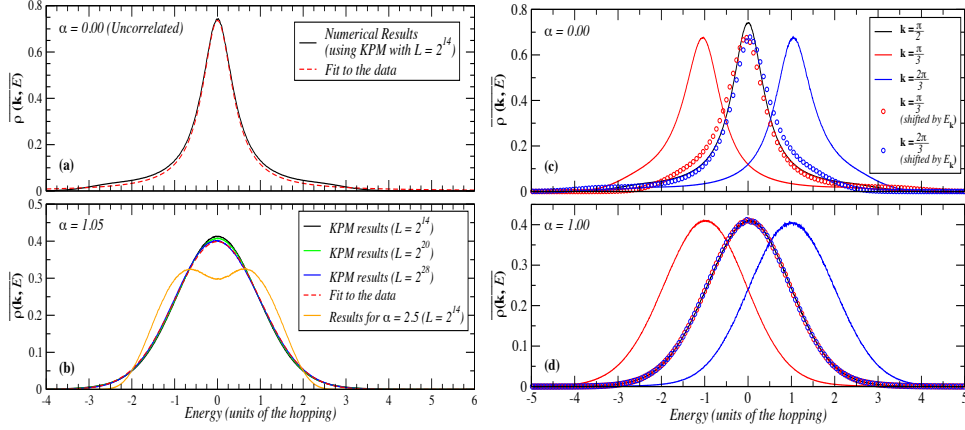 0.8
0.6
0.4
0.2
0
ρ (k, E)
α = 0.00 (Uncorrelated)
Numerical Results
(using KPM with L = 2^14)
Fit to the data
(a)
0.5
0.4
0.3
0.2
0.1
0
ρ(k, E)
α = 1.05
KPM results (L = 2^14)
KPM results (L = 2^20)
KPM results (L = 2^28)
Fit to the data
Results for α = 2.5 (L = 2^14)
(b)
-4 -3 -2 -1 0 1 2 3 4 5 6
Energy (units of the hopping)
0.8
0.6
0.4
0.2
0
ρ(k, E)
α = 0.00
k = π/2
k = π/3
k = 2π/3
k = π/3
(shifted by E_k)
k = 2π/3
(shifted by E_k)
(c)
0.4
0.2
0
ρ(k, E)
α = 1.00
(d)
-5 -4 -3 -2 -1 0 1 2 3 4 5
Energy (units of the hopping)